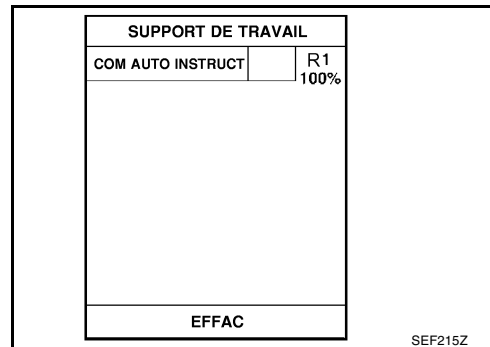 SUPPORT DE TRAVAIL
COM AUTO INSTRUCT R1
100%
EFFAC
SEF215Z